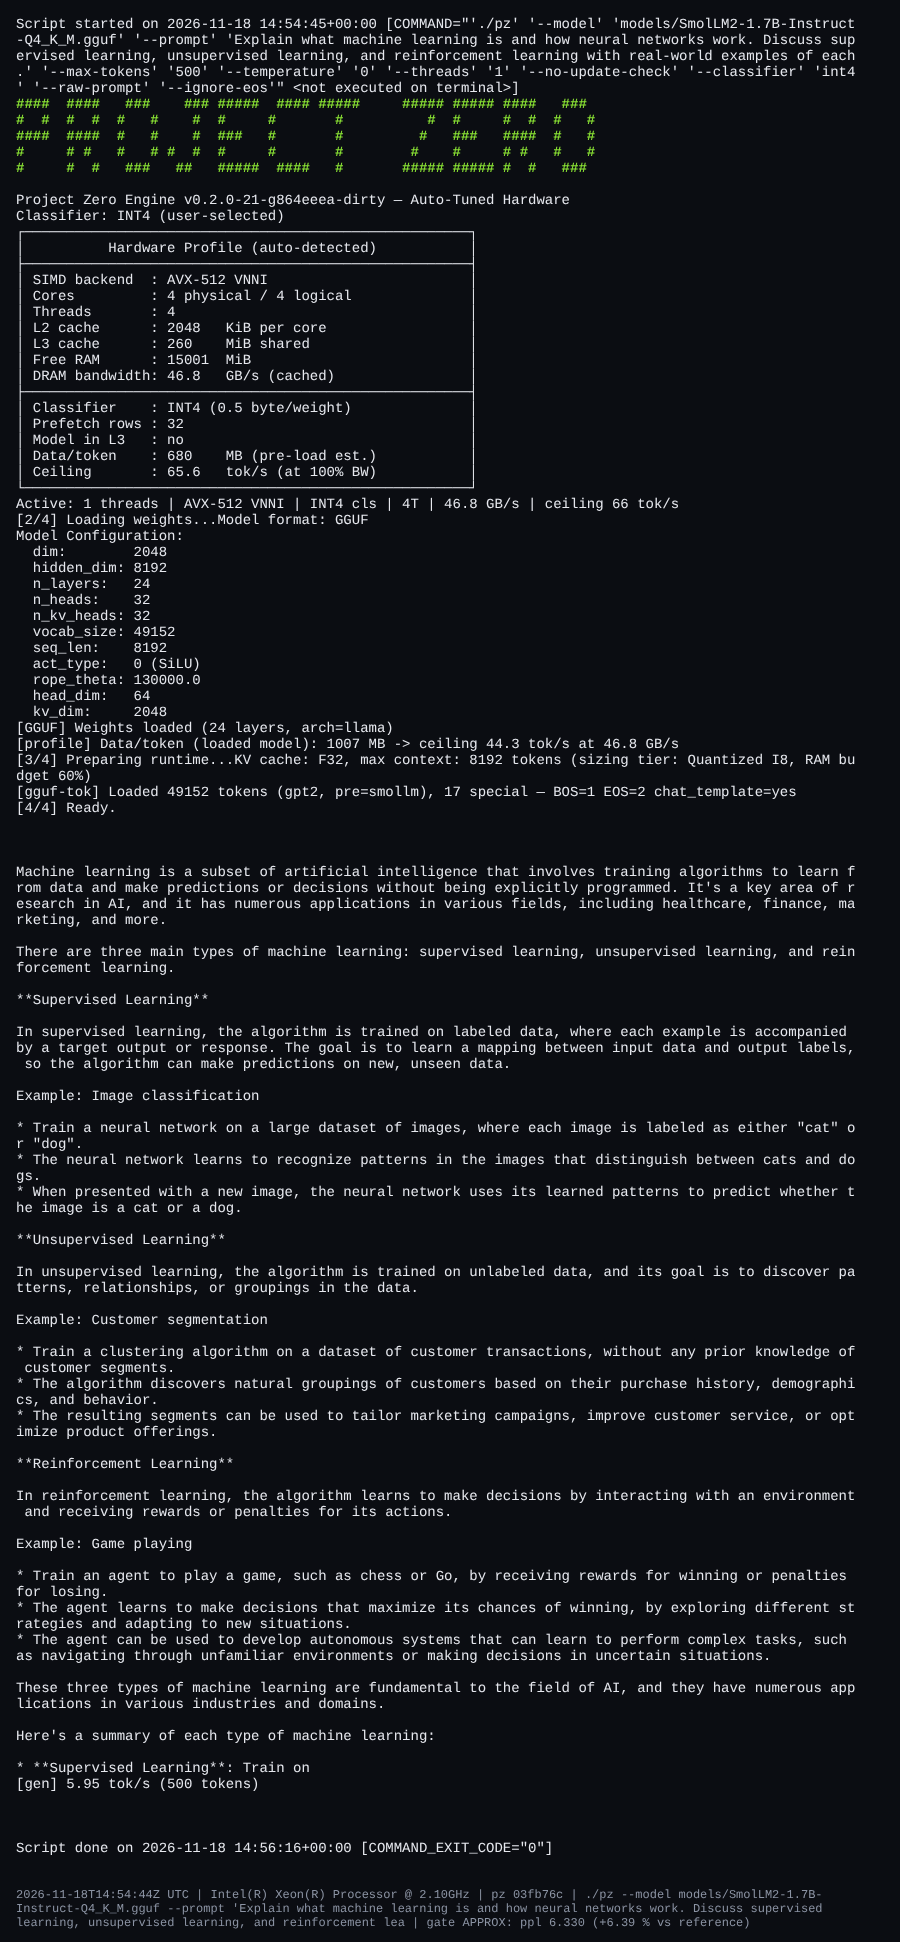 Script started on 2026-11-18 14:54:45+00:00 [COMMAND="'./pz' '--model' 'models/SmolLM2-1.7B-Instruct
-Q4_K_M.gguf' '--prompt' 'Explain what machine learning is and how neural networks work. Discuss sup
ervised learning, unsupervised learning, and reinforcement learning with real-world examples of each
.' '--max-tokens' '500' '--temperature' '0' '--threads' '1' '--no-update-check' '--classifier' 'int4
' '--raw-prompt' '--ignore-eos'" <not executed on terminal>]
PROJECT ZERO
Project Zero Engine v0.2.0-21-g864eeea-dirty — Auto-Tuned Hardware
Classifier: INT4 (user-selected)
Hardware Profile (auto-detected)
SIMD backend : AVX-512 VNNI
Cores : 4 physical / 4 logical
Threads : 4
L2 cache : 2048 KiB per core
L3 cache : 260 MiB shared
Free RAM : 15001 MiB
DRAM bandwidth: 46.8 GB/s (cached)
Classifier : INT4 (0.5 byte/weight)
Prefetch rows : 32
Model in L3 : no
Data/token : 680 MB (pre-load est.)
Ceiling : 65.6 tok/s (at 100% BW)
Active: 1 threads | AVX-512 VNNI | INT4 cls | 4T | 46.8 GB/s | ceiling 66 tok/s
[2/4] Loading weights...Model format: GGUF
Model Configuration:
dim: 2048
hidden_dim: 8192
n_layers: 24
n_heads: 32
n_kv_heads: 32
vocab_size: 49152
seq_len: 8192
act_type: 0 (SiLU)
rope_theta: 130000.0
head_dim: 64
kv_dim: 2048
[GGUF] Weights loaded (24 layers, arch=llama)
[profile] Data/token (loaded model): 1007 MB -> ceiling 44.3 tok/s at 46.8 GB/s
[3/4] Preparing runtime...KV cache: F32, max context: 8192 tokens (sizing tier: Quantized I8, RAM bu
dget 60%)
[gguf-tok] Loaded 49152 tokens (gpt2, pre=smollm), 17 special — BOS=1 EOS=2 chat_template=yes
[4/4] Ready.
Machine learning is a subset of artificial intelligence that involves training algorithms to learn f
rom data and make predictions or decisions without being explicitly programmed. It's a key area of r
esearch in AI, and it has numerous applications in various fields, including healthcare, finance, ma
rketing, and more.
There are three main types of machine learning: supervised learning, unsupervised learning, and rein
forcement learning.
**Supervised Learning**
In supervised learning, the algorithm is trained on labeled data, where each example is accompanied
by a target output or response. The goal is to learn a mapping between input data and output labels,
so the algorithm can make predictions on new, unseen data.
Example: Image classification
* Train a neural network on a large dataset of images, where each image is labeled as either "cat" o
r "dog".
* The neural network learns to recognize patterns in the images that distinguish between cats and do
gs.
* When presented with a new image, the neural network uses its learned patterns to predict whether t
he image is a cat or a dog.
**Unsupervised Learning**
In unsupervised learning, the algorithm is trained on unlabeled data, and its goal is to discover pa
tterns, relationships, or groupings in the data.
Example: Customer segmentation
* Train a clustering algorithm on a dataset of customer transactions, without any prior knowledge of
customer segments.
* The algorithm discovers natural groupings of customers based on their purchase history, demographi
cs, and behavior.
* The resulting segments can be used to tailor marketing campaigns, improve customer service, or opt
imize product offerings.
**Reinforcement Learning**
In reinforcement learning, the algorithm learns to make decisions by interacting with an environment
and receiving rewards or penalties for its actions.
Example: Game playing
* Train an agent to play a game, such as chess or Go, by receiving rewards for winning or penalties
for losing.
* The agent learns to make decisions that maximize its chances of winning, by exploring different st
rategies and adapting to new situations.
* The agent can be used to develop autonomous systems that can learn to perform complex tasks, such
as navigating through unfamiliar environments or making decisions in uncertain situations.
These three types of machine learning are fundamental to the field of AI, and they have numerous app
lications in various industries and domains.
Here's a summary of each type of machine learning:
* **Supervised Learning**: Train on
[gen] 5.95 tok/s (500 tokens)
Script done on 2026-11-18 14:56:16+00:00 [COMMAND_EXIT_CODE="0"]
2026-11-18T14:54:44Z UTC | Intel(R) Xeon(R) Processor @ 2.10GHz | pz 03fb76c | ./pz --model models/SmolLM2-1.7B-
Instruct-Q4_K_M.gguf --prompt 'Explain what machine learning is and how neural networks work. Discuss supervised
learning, unsupervised learning, and reinforcement lea | gate APPROX: ppl 6.330 (+6.39 % vs reference)